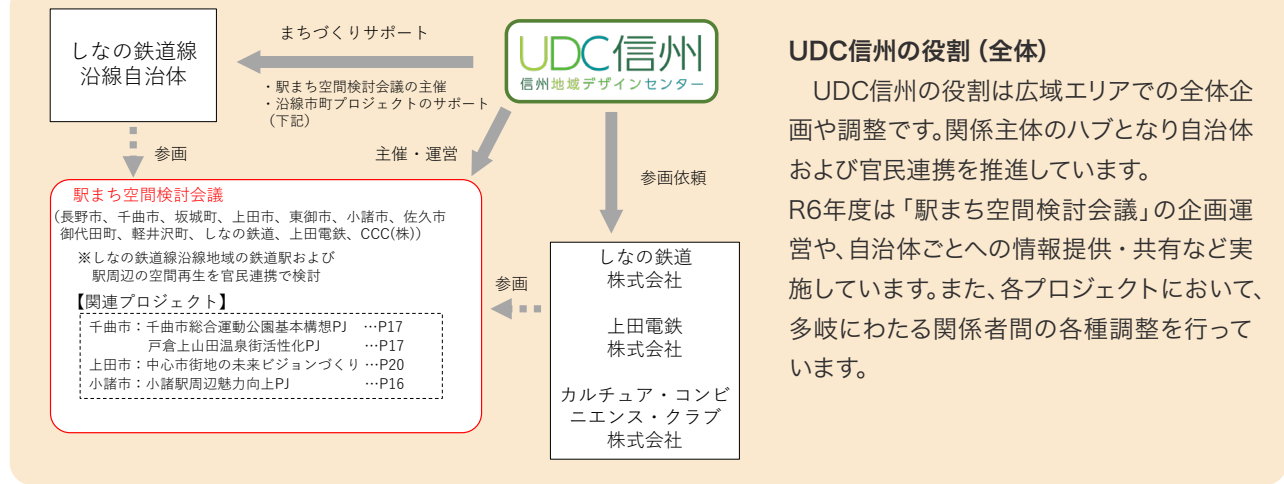 しなの鉄道線
沿線自治体
まちづくりサポート
・駅まち空間検討会議の主催
・沿線市町プロジェクトのサポート
（下記）
UDC信州
信州地域デザインセンター
参画
主催・運営
参画依頼
駅まち空間検討会議
（長野市、千曲市、坂城町、上田市、東御市、小諸市、佐久市
御代田町、軽井沢町、しなの鉄道、上田電鉄、CCC(株)）
※しなの鉄道線沿線地域の鉄道駅および
駅周辺の空間再生を官民連携で検討
【関連プロジェクト】
千曲市：千曲市総合運動公園基本構想PJ …P17
戸倉上山田温泉街活性化PJ …P17
上田市：中心市街地の未来ビジョンづくり …P20
小諸市：小諸駅周辺魅力向上PJ …P16
参画
しなの鉄道
株式会社
上田電鉄
株式会社
カルチュア・コンビ
ニエンス・クラブ
株式会社
UDC信州の役割（全体）
UDC信州の役割は広域エリアでの全体企
画や調整です。関係主体のハブとなり自治体
および官民連携を推進しています。
R6年度は「駅まち空間検討会議」の企画運
営や、自治体ごとへの情報提供・共有など実
施しています。また、各プロジェクトにおいて、
多岐にわたる関係者間の各種調整を行って
います。